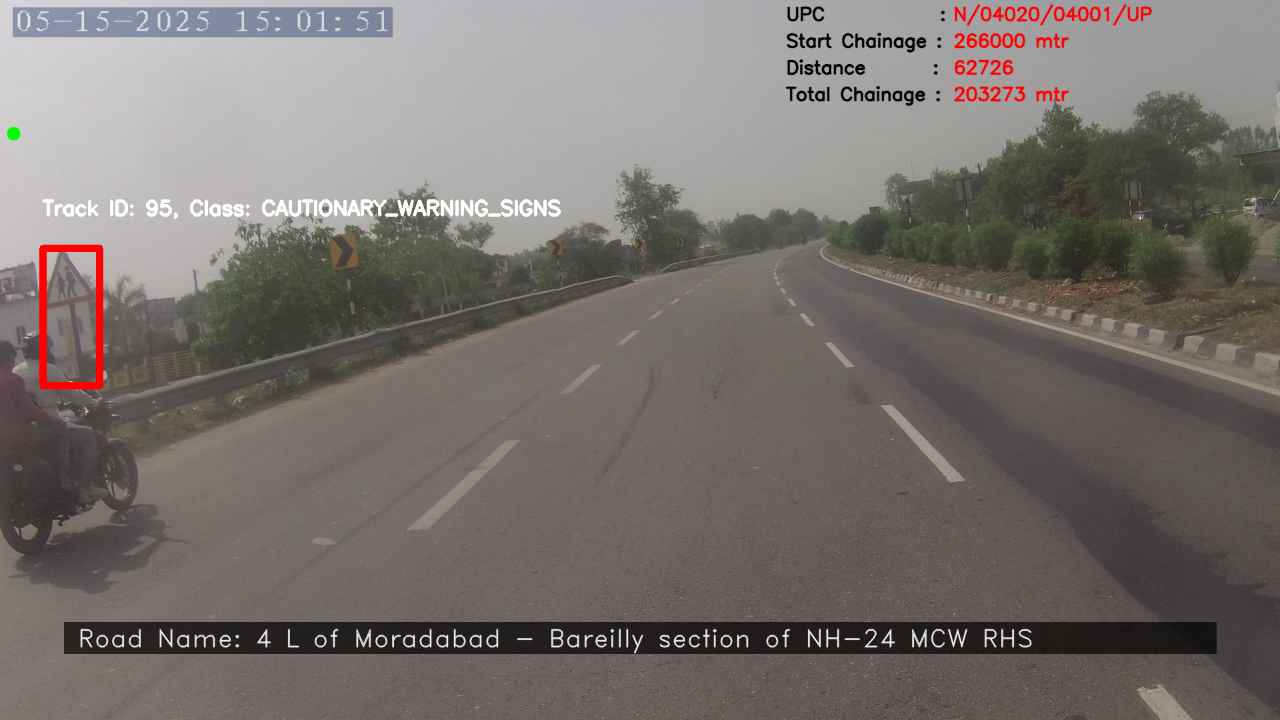 05-15-2025 15:01:51
UPC : N/04020/04001/UP
Start Chainage : 266000 mtr
Distance : 62726
Total Chainage : 203273 mtr
Track ID: 95, Class: CAUTIONARY_WARNING_SIGNS
Road Name: 4 L of Moradabad - Bareilly section of NH-24 MCW RHS